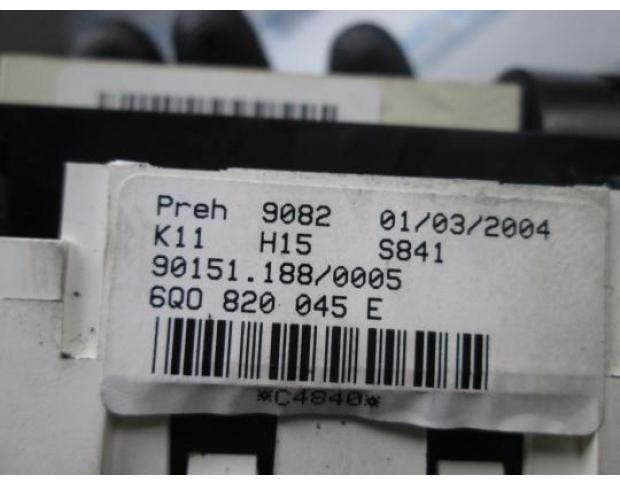 Preh 9082 01/03/2004
K11 H15 S841
90151.188/0005
6Q0 820 045 E
*C4840*